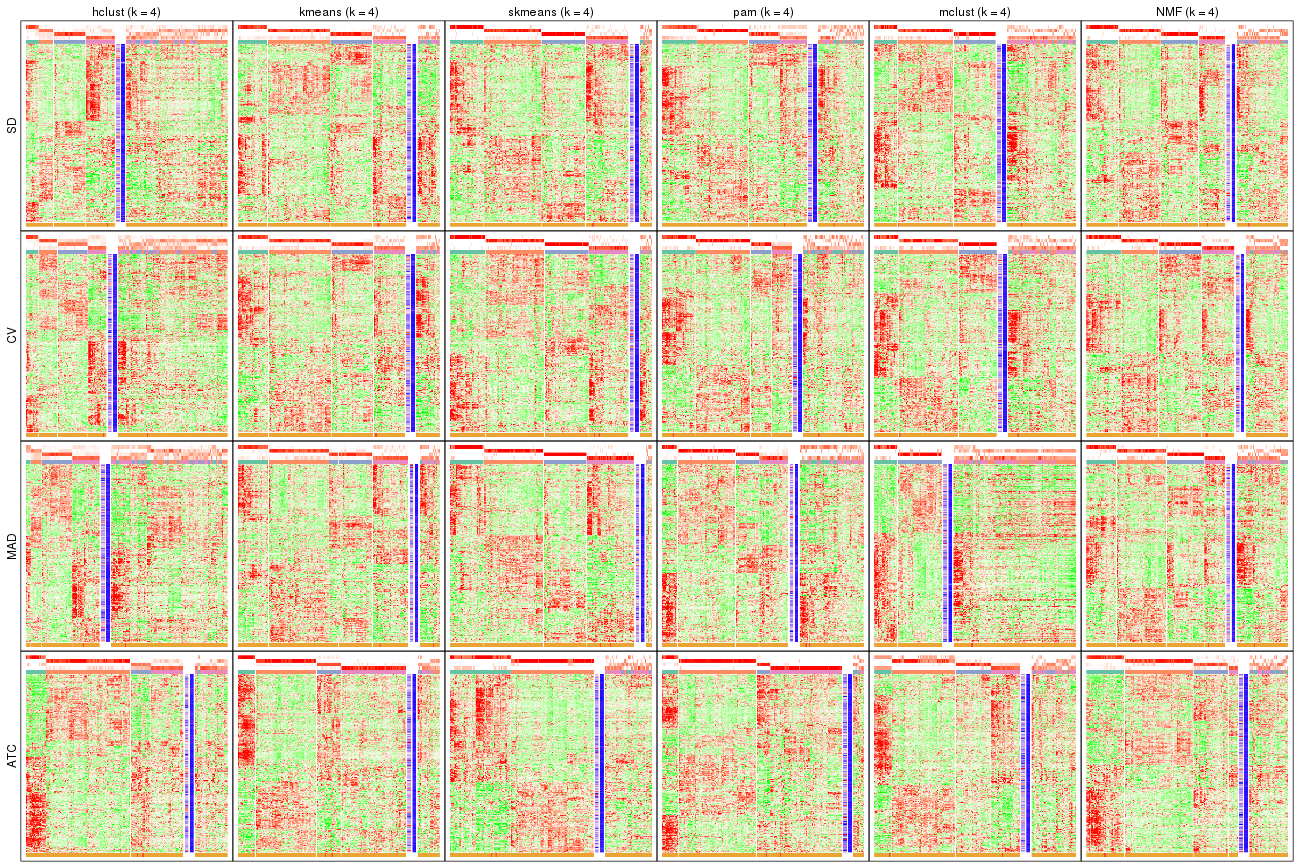 hclust (k = 4) kmeans (k = 4) skmeans (k = 4) pam (k = 4) mclust (k = 4) NMF (k = 4)
SD
CV
MAD
ATC